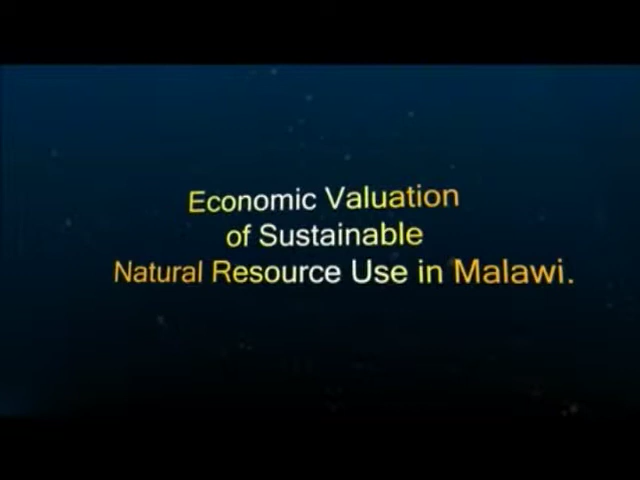 Economic Valuation
of Sustainable
Natural Resource Use in Malawi.